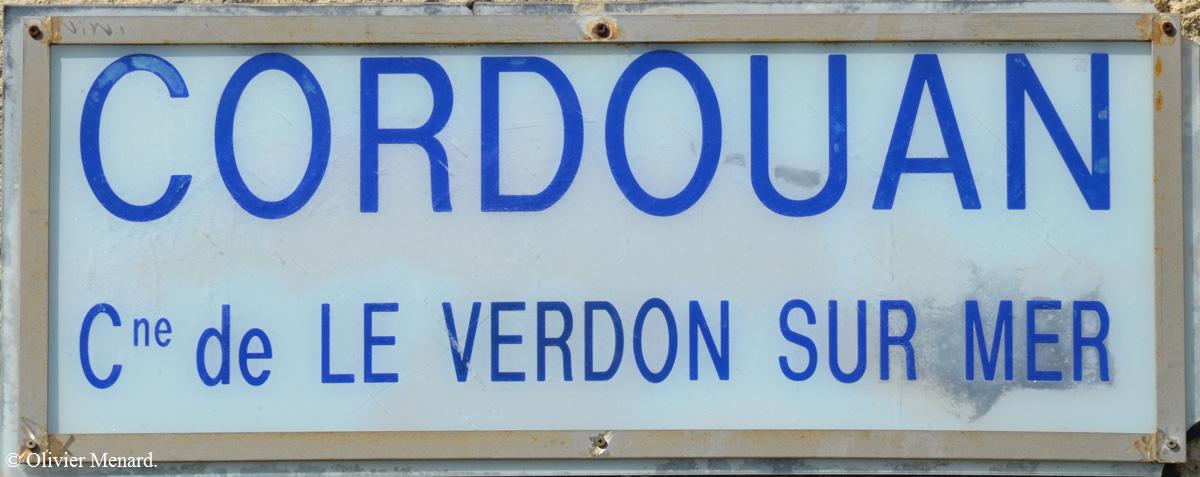 CORDOUAN
Cne de LE VERDON SUR MER
© Olivier Menard.